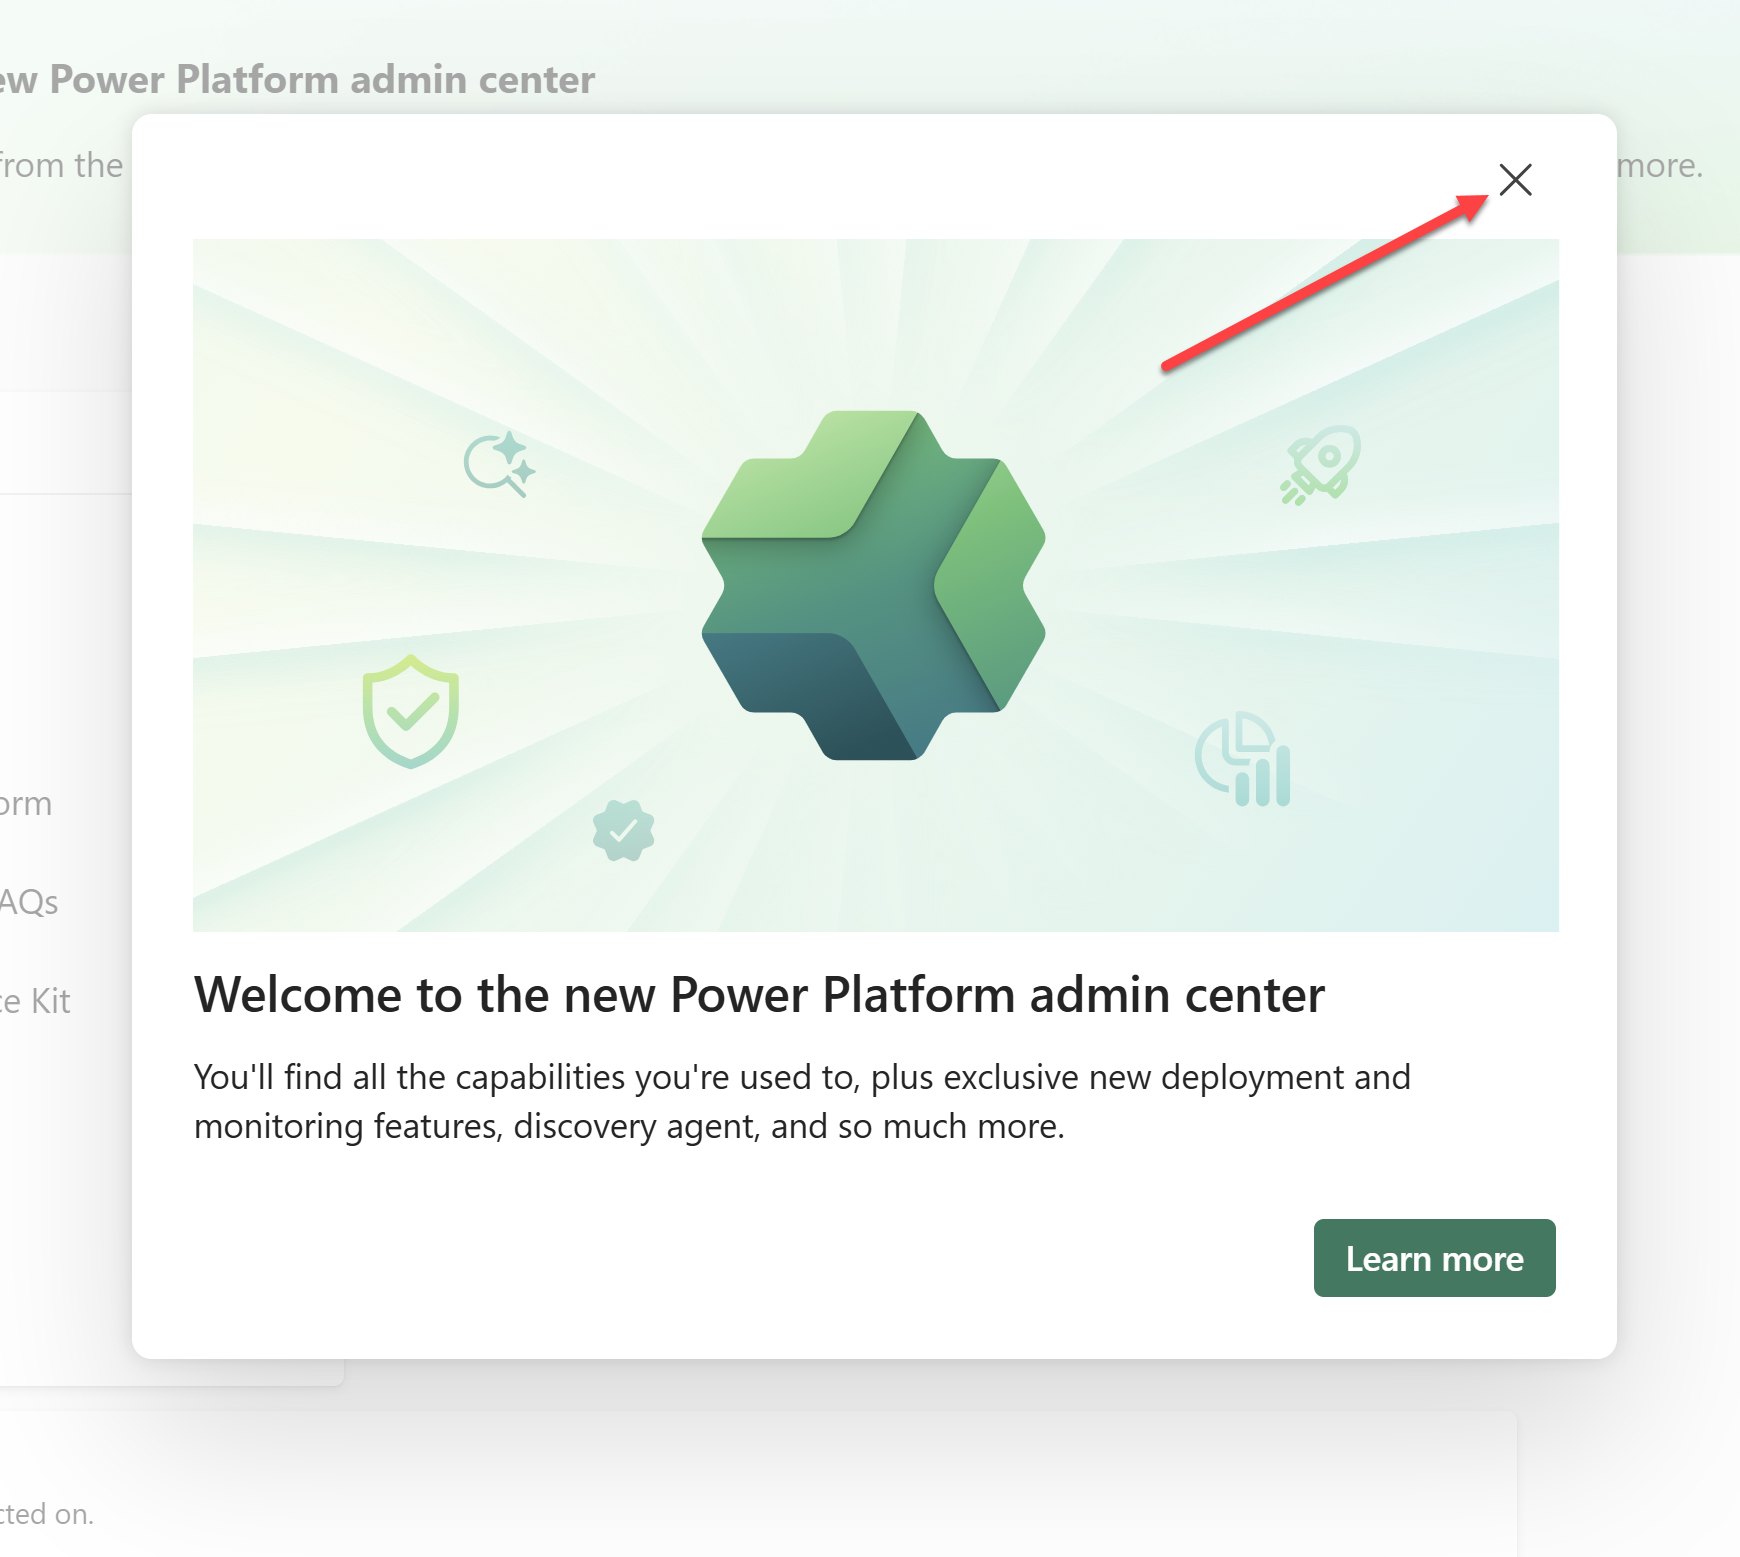 ew Power Platform admin center
from the
more.
Welcome to the new Power Platform admin center
You'll find all the capabilities you're used to, plus exclusive new deployment and
monitoring features, discovery agent, and so much more.
Learn more
orm
AQs
ce Kit
cted on.